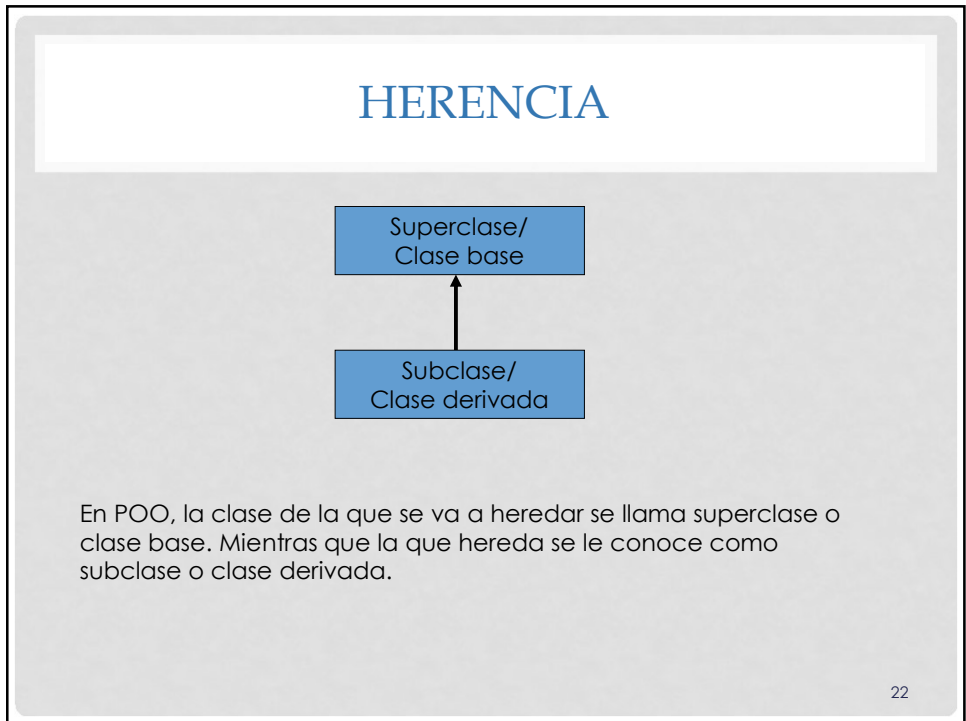 HERENCIA
Superclase/
Clase base
Subclase/
Clase derivada
En POO, la clase de la que se va a heredar se llama superclase o
clase base. Mientras que la que hereda se le conoce como
subclase o clase derivada.
22